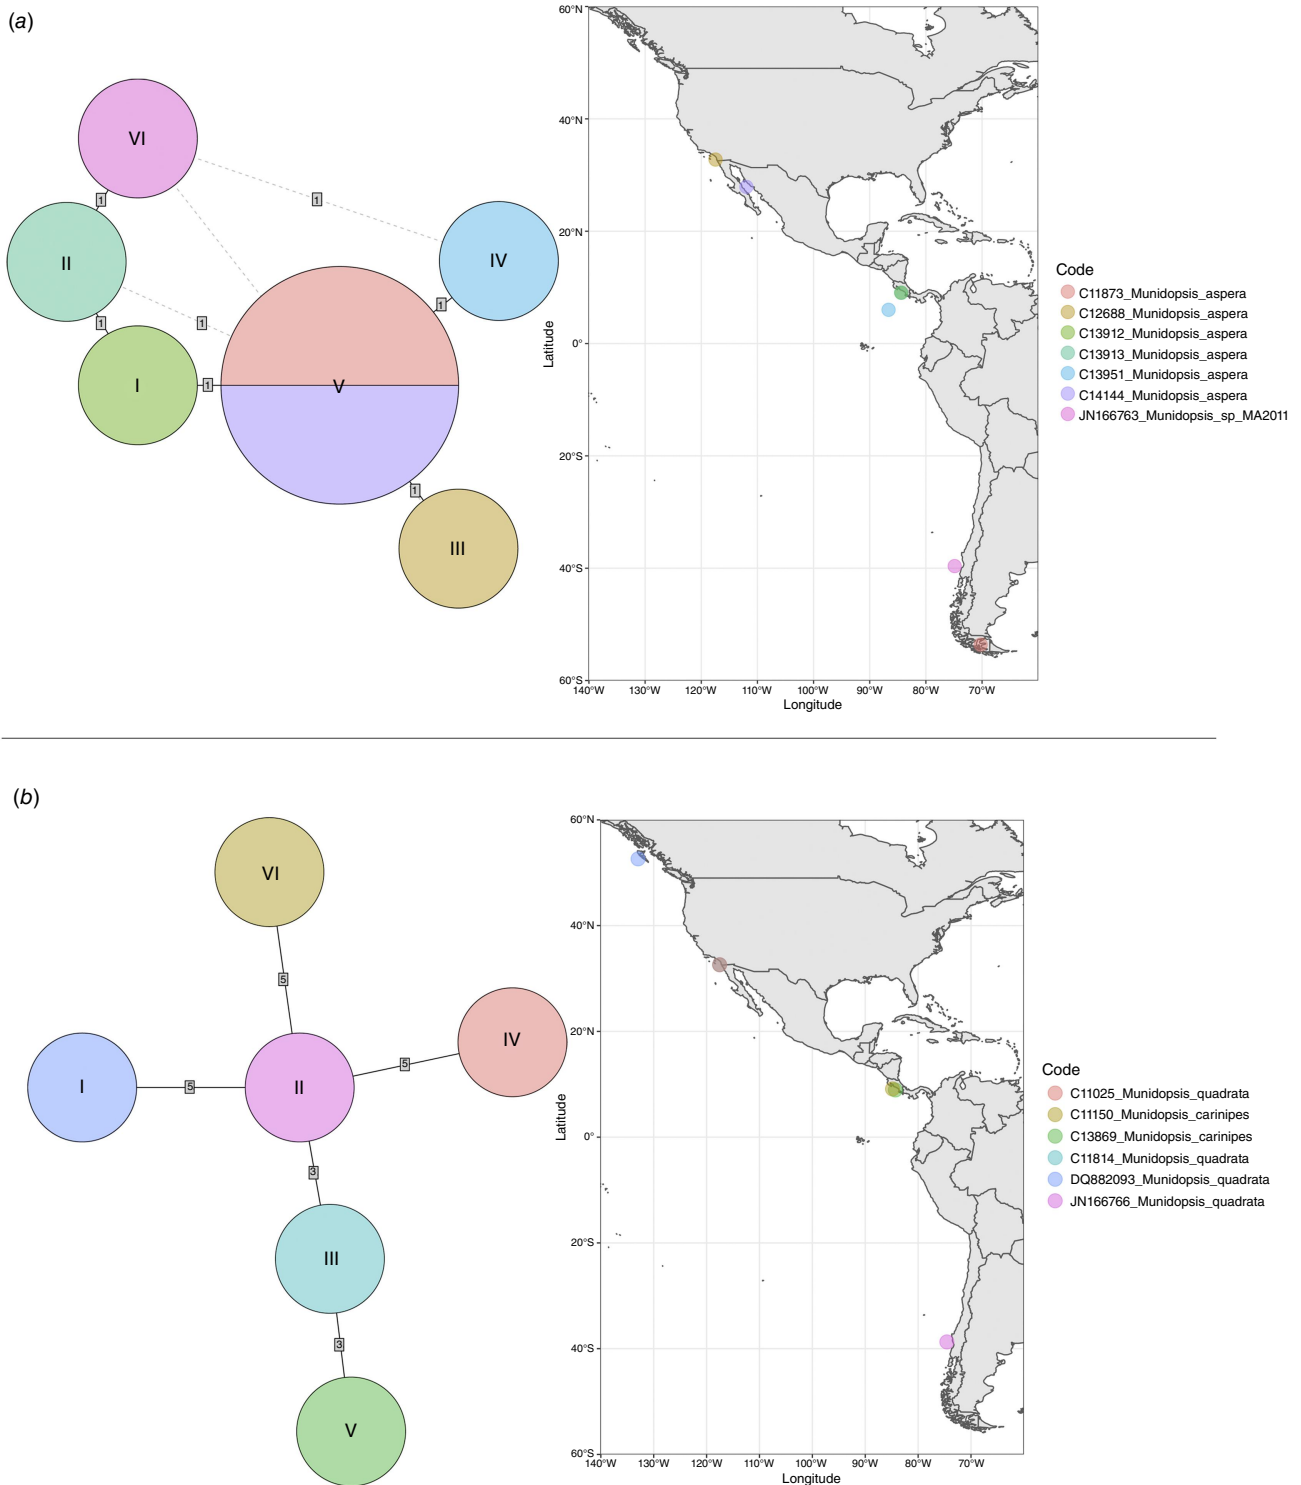 (a)
VI
1
1
II
IV
1
1
1
I
1
V
1
III
60°N
40°N
20°N
0°
20°S
40°S
60°S
Latitude
140°W 130°W 120°W 110°W 100°W 90°W 80°W 70°W
Longitude
Code
C11873_Munidopsis_aspera
C12688_Munidopsis_aspera
C13912_Munidopsis_aspera
C13913_Munidopsis_aspera
C13951_Munidopsis_aspera
C14144_Munidopsis_aspera
JN166763_Munidopsis_sp_MA2011
(b)
VI
5
IV
5
I
5
II
3
III
3
V
60°N
40°N
20°N
0°
20°S
40°S
60°S
Latitude
140°W 130°W 120°W 110°W 100°W 90°W 80°W 70°W
Longitude
Code
C11025_Munidopsis_quadrata
C11150_Munidopsis_carinipes
C13869_Munidopsis_carinipes
C11814_Munidopsis_quadrata
DQ882093_Munidopsis_quadrata
JN166766_Munidopsis_quadrata